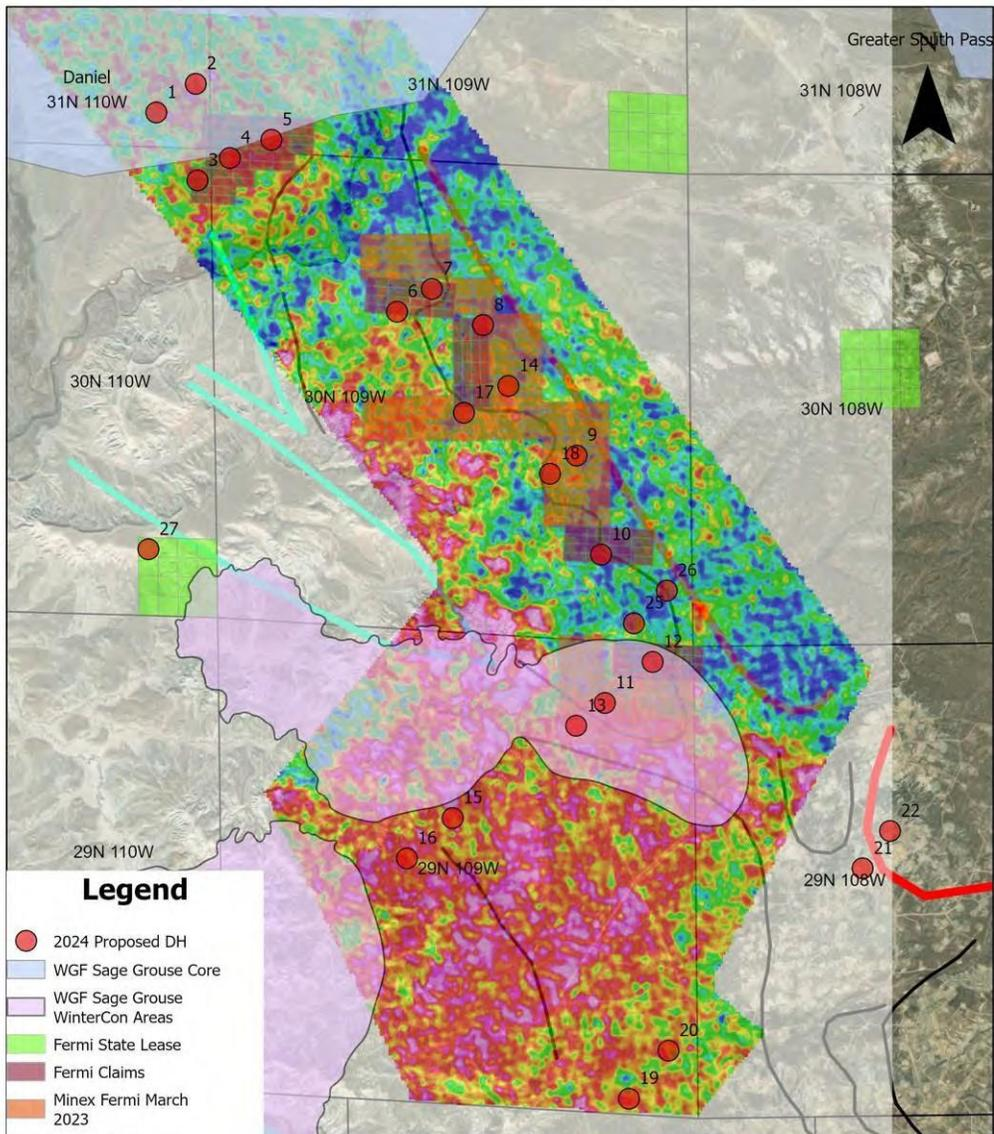 Greater South Pass
N
Daniel
31N 110W
31N 109W
31N 108W
2
1
5
4
3
7
6
8
14
30N 110W
30N 109W
17
30N 108W
9
18
27
10
26
25
12
11
13
15
22
16
29N 110W
29N 109W
21
29N 108W
20
19
Legend
2024 Proposed DH
WGF Sage Grouse Core
WGF Sage Grouse
WinterCon Areas
Fermi State Lease
Fermi Claims
Minex Fermi March
2023